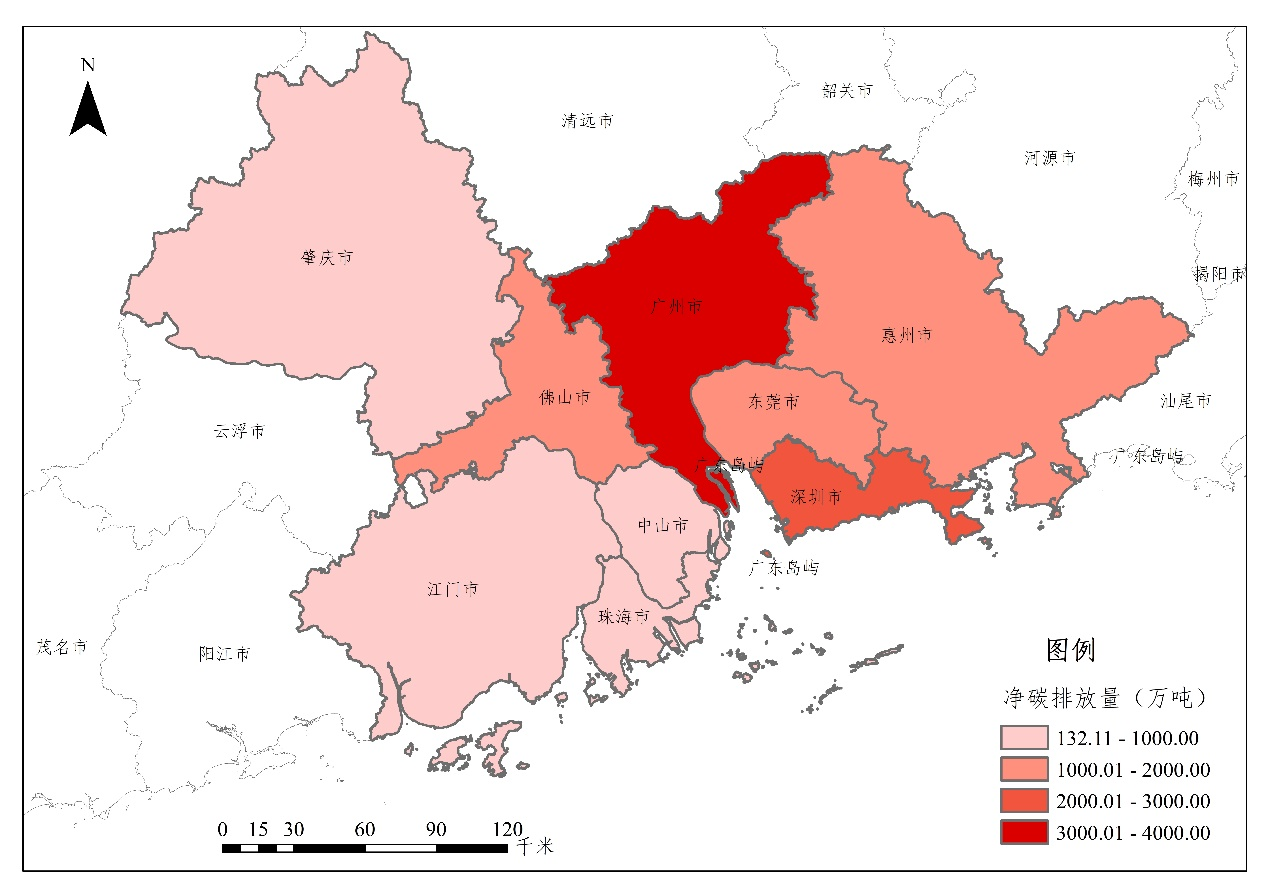 N
韶关市
清远市
河源市
梅州市
肇庆市
揭阳市
广州市
惠州市
佛山市
东莞市
汕尾市
云浮市
广东岛屿
广东岛屿
深圳市
中山市
广东岛屿
江门市
珠海市
茂名市
阳江市
图例
净碳排放量（万吨）
132.11 - 1000.00
1000.01 - 2000.00
2000.01 - 3000.00
3000.01 - 4000.00
0 15 30 60 90 120
千米